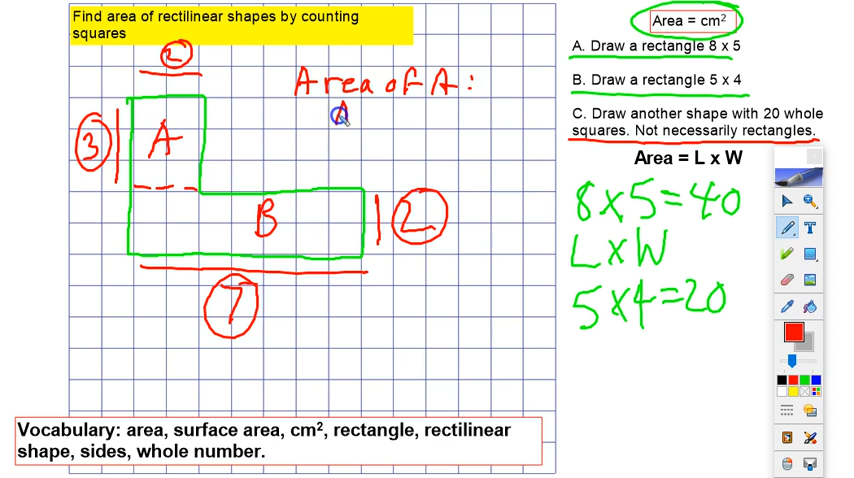 Find area of rectilinear shapes by counting
squares
2
Area of A:
A
3
A
B
2
7
Vocabulary: area, surface area, cm², rectangle, rectilinear
shape, sides, whole number.
Area = cm²
A. Draw a rectangle 8 x 5
B. Draw a rectangle 5 x 4
C. Draw another shape with 20 whole
squares. Not necessarily rectangles.
Area = L x W
8x5=40
LxW
5x4=20
T